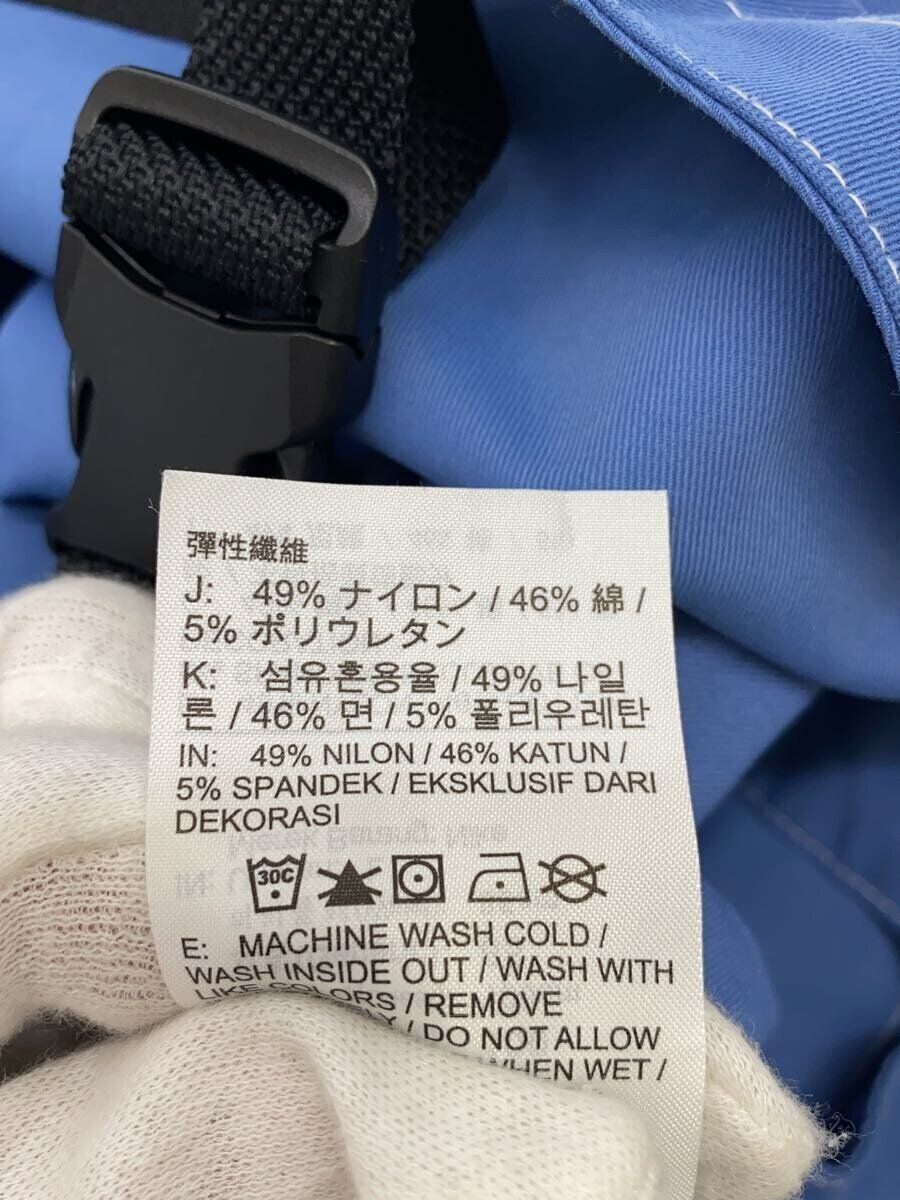 彈性纖維
J: 49% ナイロン / 46% 綿 /
5% ポリウレタン
K: 섬유혼용율 / 49% 나일
론 / 46% 면 / 5% 폴리우레탄
IN: 49% NILON / 46% KATUN /
5% SPANDEK / EKSKLUSIF DARI
DEKORASI
30C
E: MACHINE WASH COLD /
WASH INSIDE OUT / WASH WITH
LIKE COLORS / REMOVE
/ DO NOT ALLOW
WHEN WET /